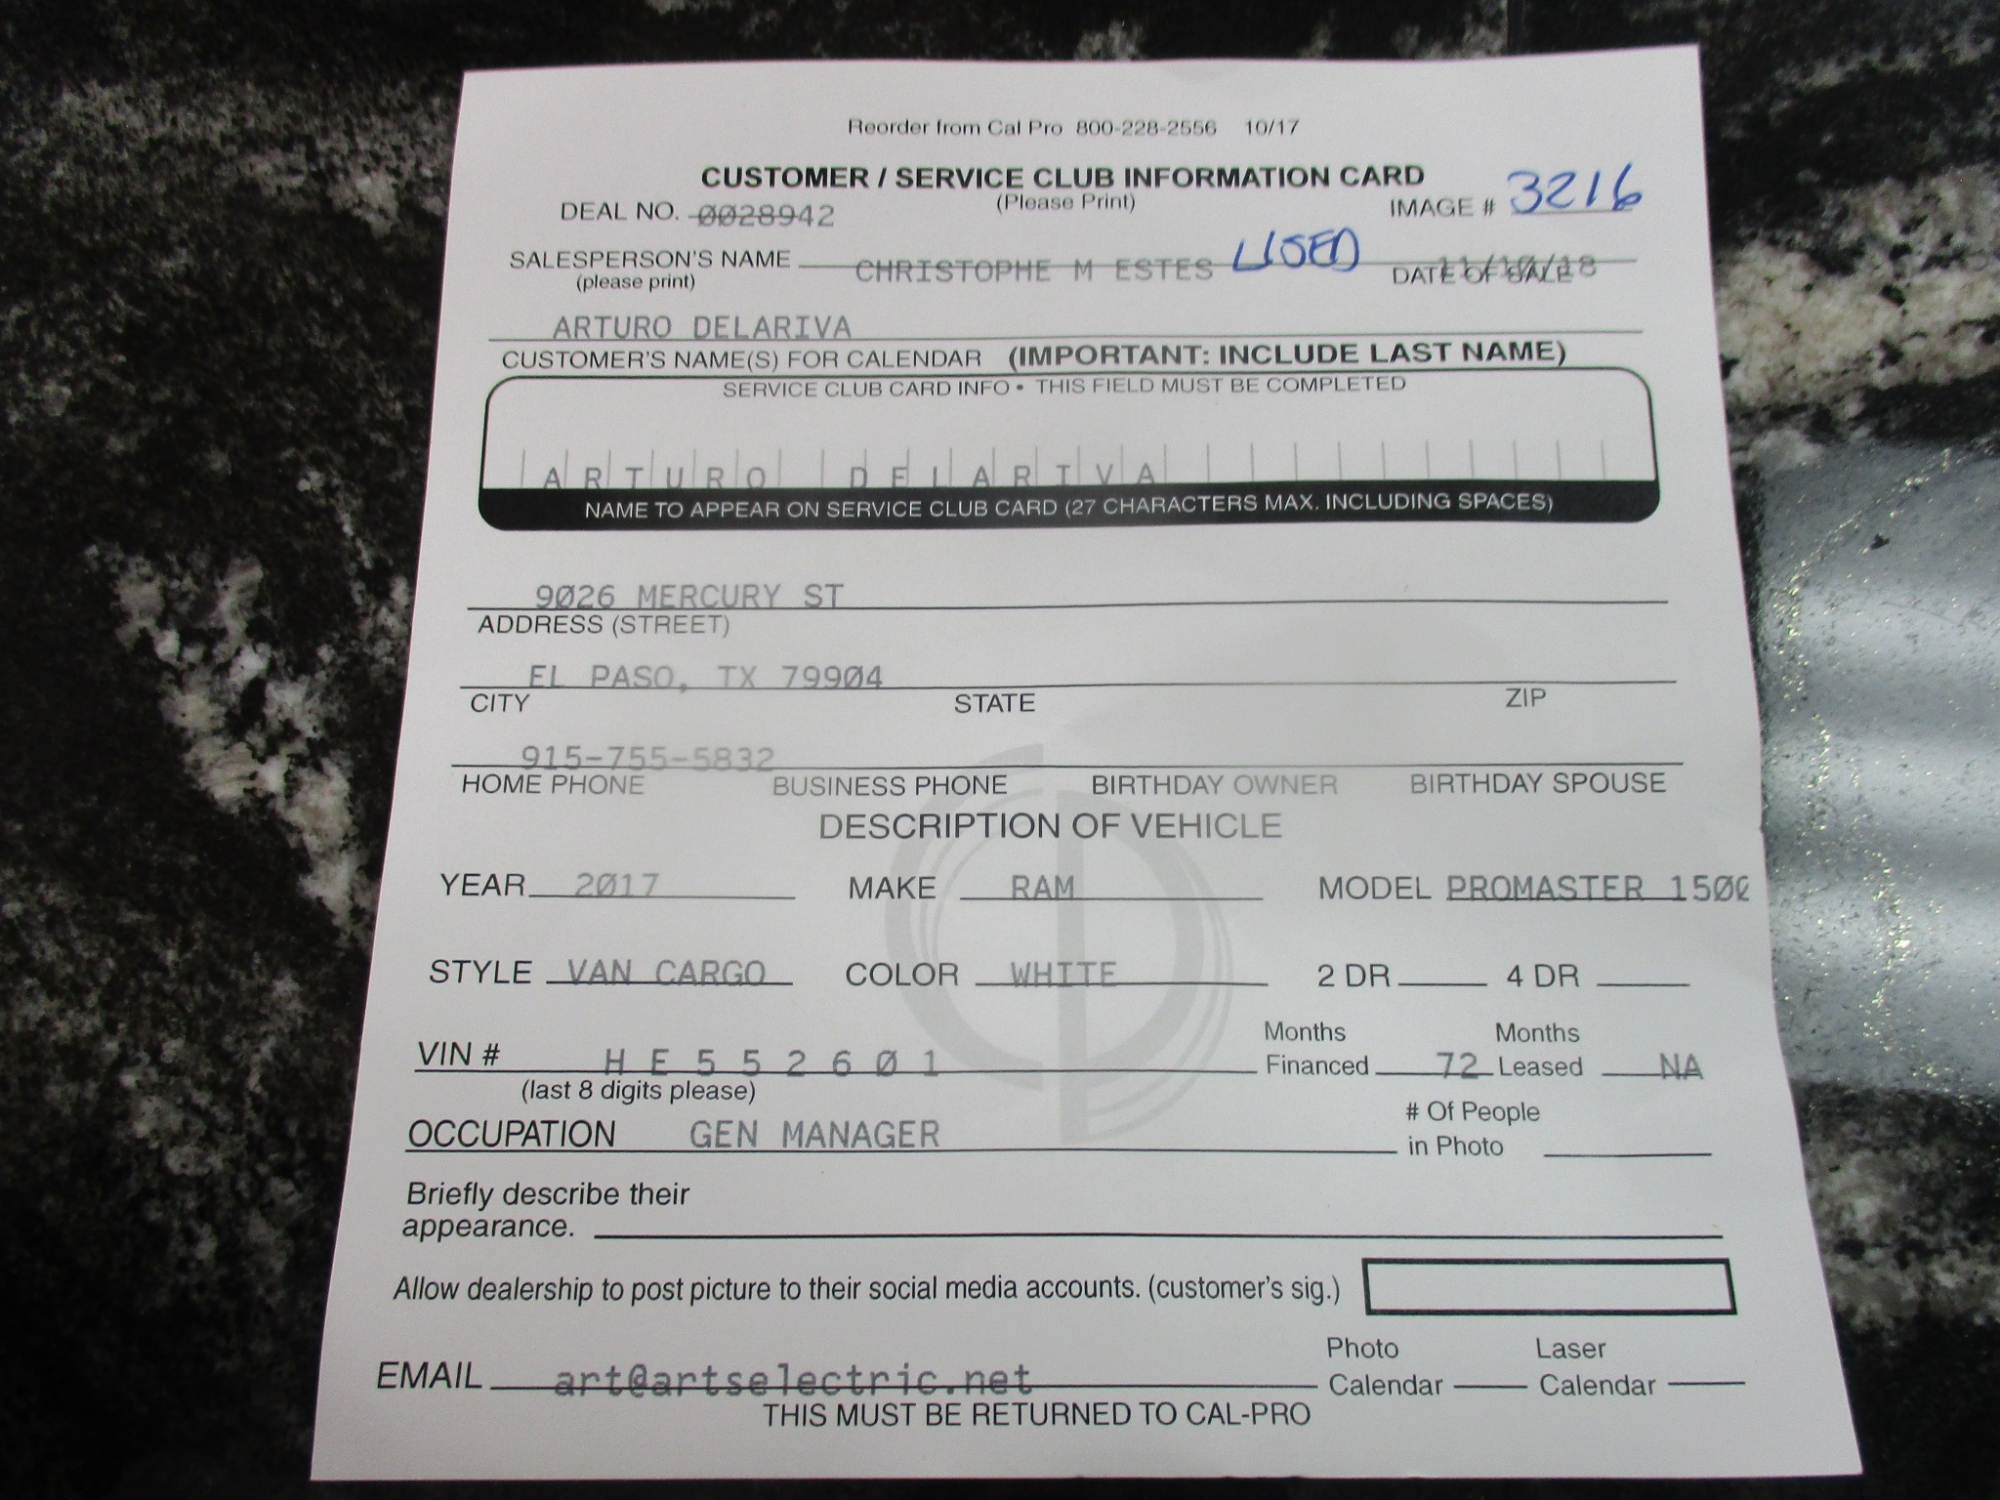 Reorder from Cal Pro 800-228-2556 10/17
CUSTOMER / SERVICE CLUB INFORMATION CARD
(Please Print)
DEAL NO. 0028942 IMAGE # 3216
SALESPERSON'S NAME CHRISTOPHE M ESTES USED DATE OF SALE
(please print)
ARTURO DELARIVA
CUSTOMER'S NAME(S) FOR CALENDAR (IMPORTANT: INCLUDE LAST NAME)
SERVICE CLUB CARD INFO • THIS FIELD MUST BE COMPLETED
ARTURO DELARIVA
NAME TO APPEAR ON SERVICE CLUB CARD (27 CHARACTERS MAX. INCLUDING SPACES)
9026 MERCURY ST
ADDRESS (STREET)
EL PASO, TX 79904
CITY STATE ZIP
915-755-5832
HOME PHONE BUSINESS PHONE BIRTHDAY OWNER BIRTHDAY SPOUSE
DESCRIPTION OF VEHICLE
YEAR 2017 MAKE RAM MODEL PROMASTER 1500
STYLE VAN CARGO COLOR WHITE 2 DR 4 DR
Months Months
VIN # H E 5 5 2 6 0 1 Financed 72 Leased NA
(last 8 digits please)
# Of People
OCCUPATION GEN MANAGER in Photo
Briefly describe their
appearance.
Allow dealership to post picture to their social media accounts. (customer's sig.)
Photo Laser
EMAIL art@artselectric.net Calendar Calendar
THIS MUST BE RETURNED TO CAL-PRO